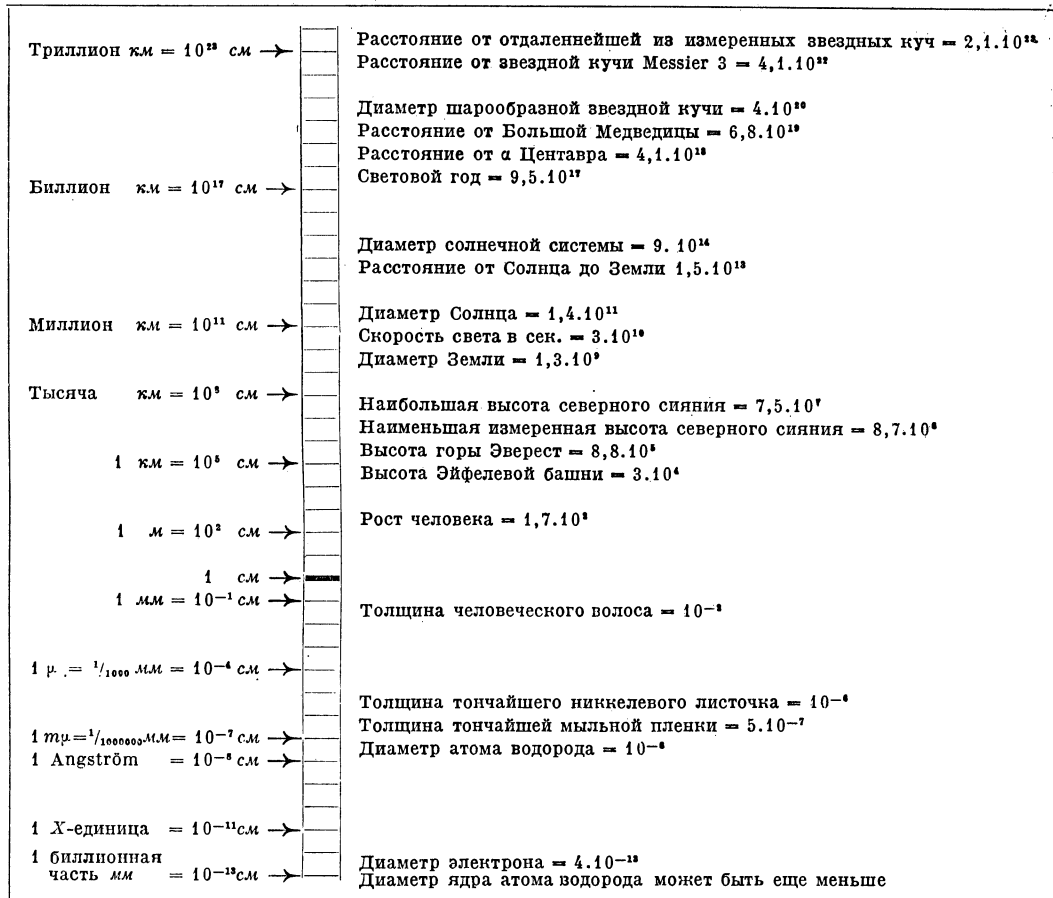 Триллион км = 10²³ см
Биллион км = 10¹⁷ см
Миллион км = 10¹¹ см
Тысяча км = 10⁸ см
1 км = 10⁵ см
1 м = 10² см
1 см
1 мм = 10⁻¹ см
1 μ = ¹/₁₀₀₀ мм = 10⁻⁴ см
1 mμ = ¹/₁₀₀₀₀₀₀ мм = 10⁻⁷ см
1 Angström = 10⁻⁸ см
1 X-единица = 10⁻¹¹ см
1 биллионная
часть мм = 10⁻¹³ см
Расстояние от отдаленнейшей из измеренных звездных куч = 2,1.10²³
Расстояние от звездной кучи Messier 3 = 4,1.10²²
Диаметр шарообразной звездной кучи = 4.10²⁰
Расстояние от Большой Медведицы = 6,8.10¹⁹
Расстояние от α Центавра = 4,1.10¹⁸
Световой год = 9,5.10¹⁷
Диаметр солнечной системы = 9. 10¹⁴
Расстояние от Солнца до Земли 1,5.10¹³
Диаметр Солнца = 1,4.10¹¹
Скорость света в сек. = 3.10¹⁰
Диаметр Земли = 1,3.10⁹
Наибольшая высота северного сияния = 7,5.10⁷
Наименьшая измеренная высота северного сияния = 8,7.10⁶
Высота горы Эверест = 8,8.10⁵
Высота Эйфелевой башни = 3.10⁴
Рост человека = 1,7.10²
Толщина человеческого волоса = 10⁻²
Толщина тончайшего никкелевого листочка = 10⁻⁶
Толщина тончайшей мыльной пленки = 5.10⁻⁷
Диаметр атома водорода = 10⁻⁸
Диаметр электрона = 4.10⁻¹³
Диаметр ядра атома водорода может быть еще меньше